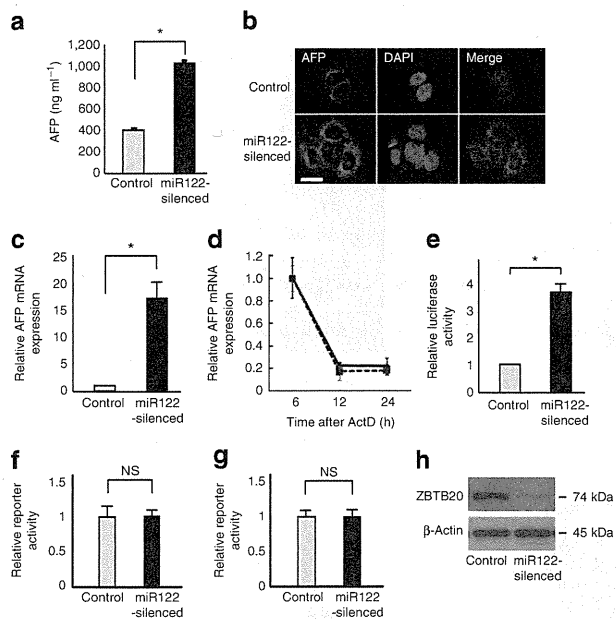 a
*
AFP (ng ml⁻¹)
1,200
1,000
800
600
400
200
0
Control
miR122-
silenced
b
AFP
DAPI
Merge
Control
miR122-
silenced
c
*
Relative AFP mRNA
expression
25
20
15
10
5
0
Control
miR122
-silenced
d
Relative AFP mRNA
expression
1.2
1.0
0.8
0.6
0.4
0.2
0
6
12
24
Time after ActD (h)
e
*
Relative luciferase
activity
4
3
2
1
0
Control
miR122-
silenced
f
NS
Relative reporter
activity
1.5
1
0.5
0
Control
miR122
-silenced
g
NS
Relative reporter
activity
1.5
1
0.5
0
Control
miR122
-silenced
h
ZBTB20
– 74 kDa
β-Actin
– 45 kDa
Control
miR122-
silenced